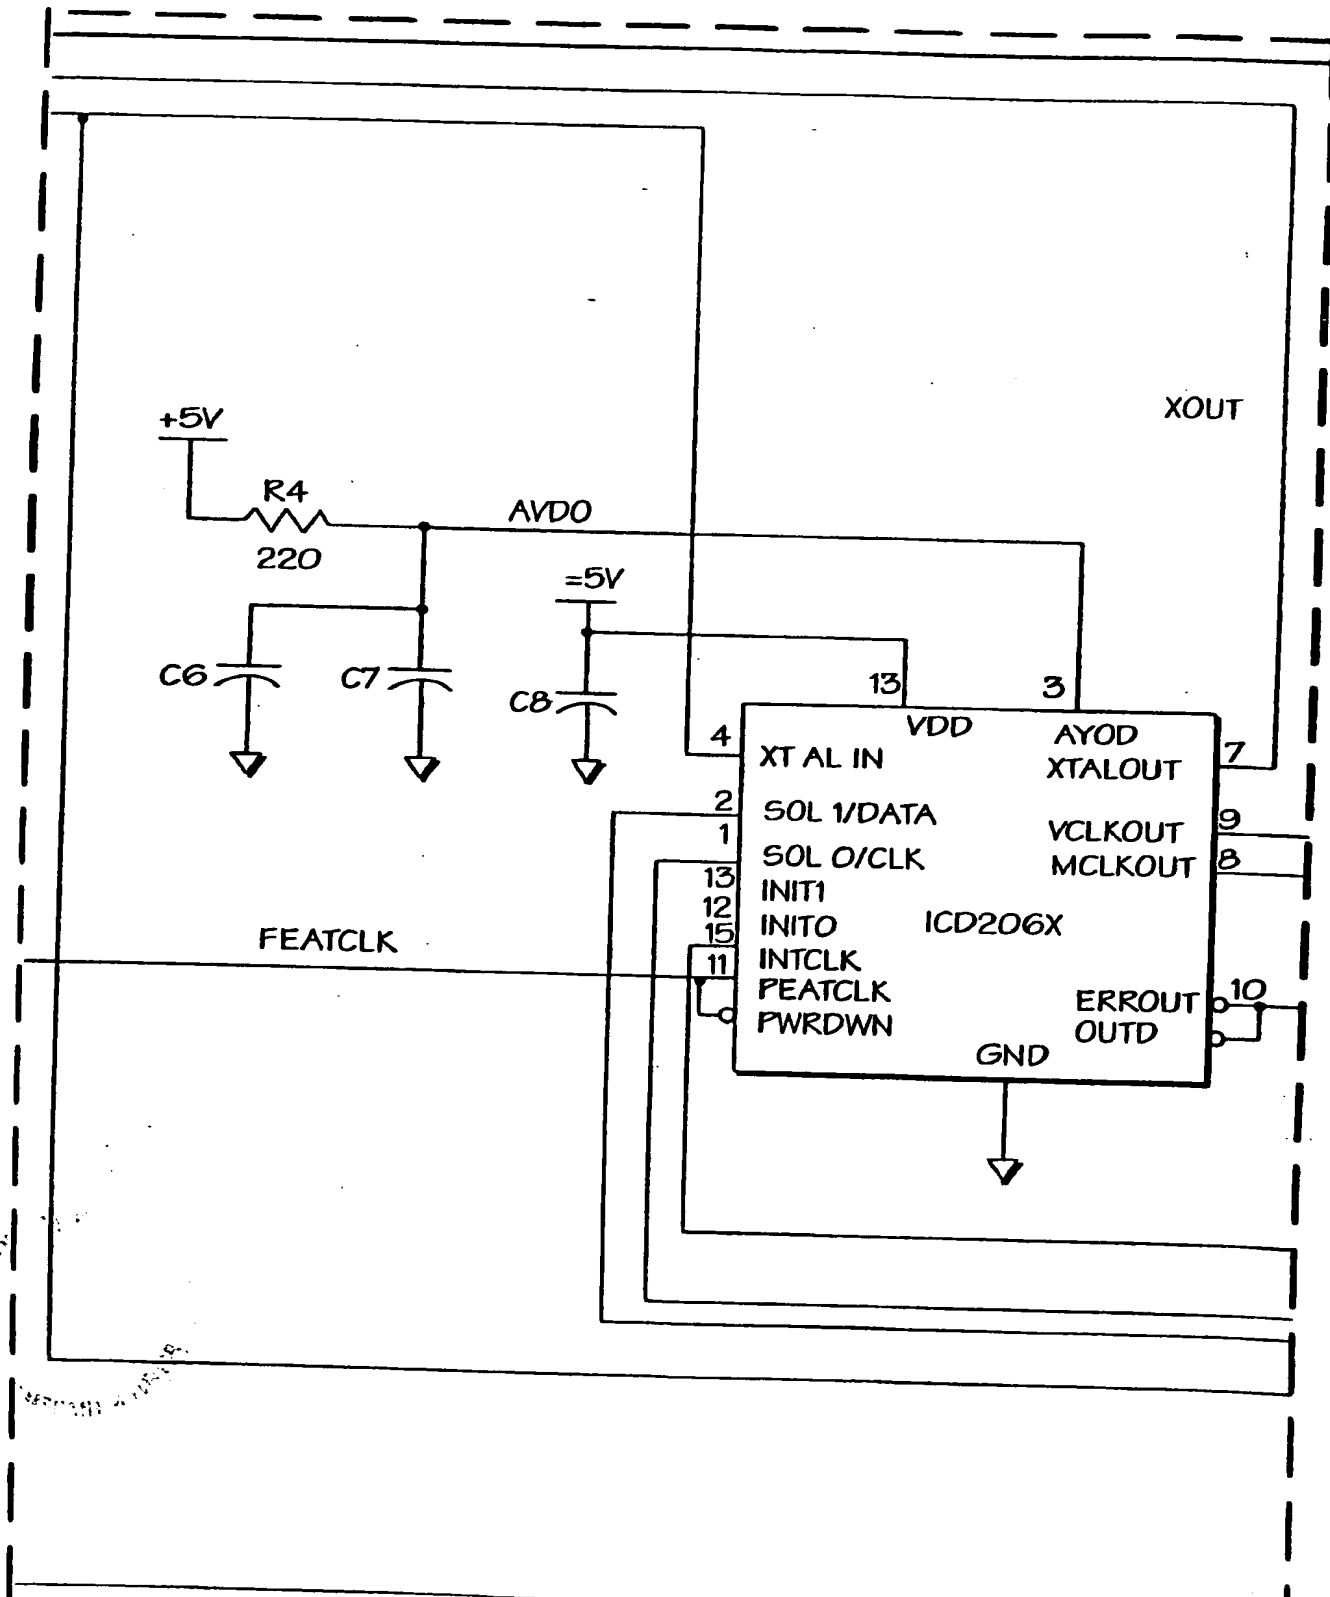 XOUT
+5V
R4
AVDO
220
=5V
C6
C7
C8
13
3
4
VDD
AYOD
7
XT AL IN
XTALOUT
2
SOL 1/DATA
9
1
VCLKOUT
SOL O/CLK
MCLKOUT
8
13
INIT1
12
INITO
ICD206X
15
FEATCLK
INTCLK
11
PEATCLK
ERROUT
10
PWRDWN
OUTD
GND